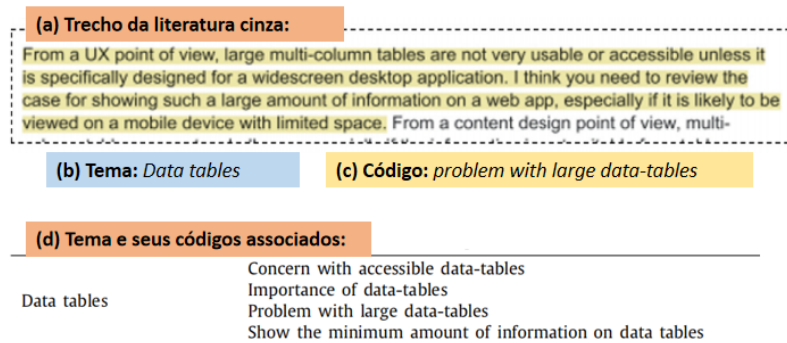 (a) Trecho da literatura cinza:
From a UX point of view, large multi-column tables are not very usable or accessible unless it
is specifically designed for a widescreen desktop application. I think you need to review the
case for showing such a large amount of information on a web app, especially if it is likely to be
viewed on a mobile device with limited space. From a content design point of view, multi-
(b) Tema: Data tables
(c) Código: problem with large data-tables
(d) Tema e seus códigos associados:
Concern with accessible data-tables
Data tables
Importance of data-tables
Problem with large data-tables
Show the minimum amount of information on data tables